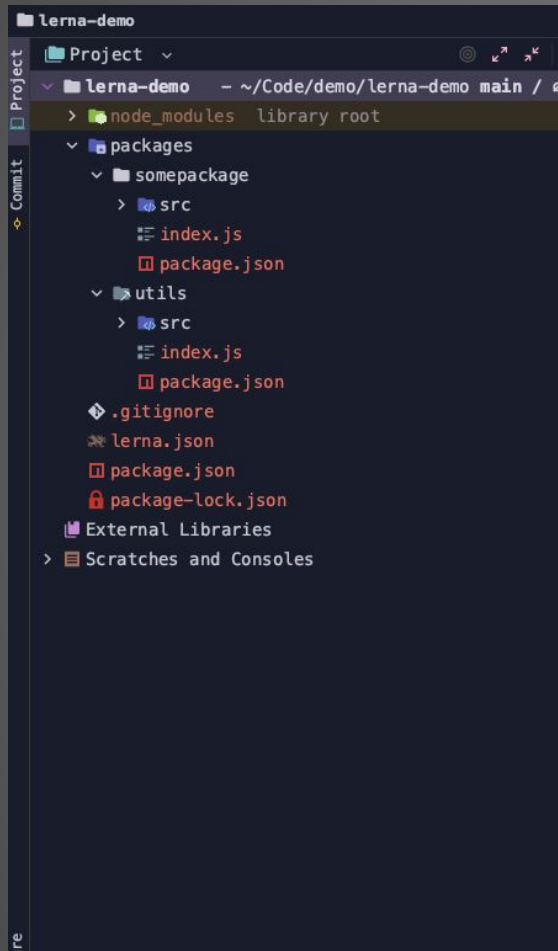 lerna-demo
Project
Project
Commit
lerna-demo – ~/Code/demo/lerna-demo main /
node_modules library root
packages
somepackage
src
index.js
package.json
utils
src
index.js
package.json
.gitignore
lerna.json
package.json
package-lock.json
External Libraries
Scratches and Consoles
re